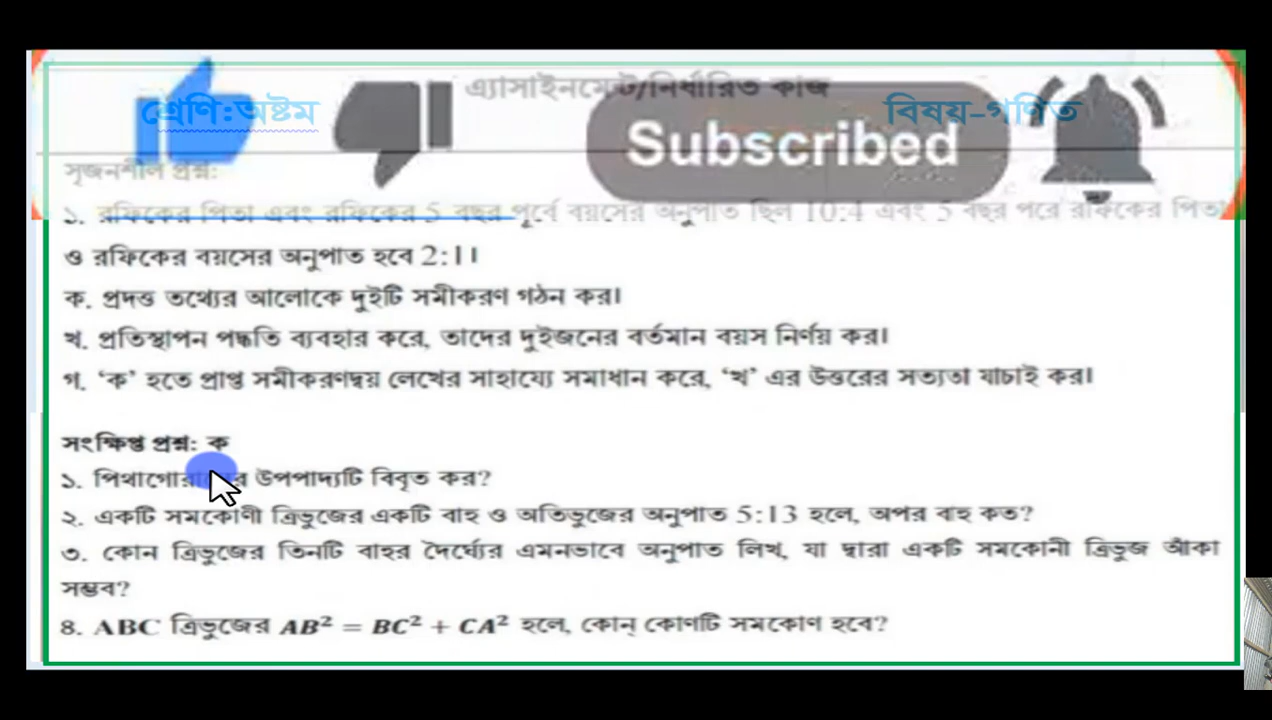 এ্যাসাইনমেন্ট/নির্ধারিত কাজ
শ্রেণি:অষ্টম
বিষয়-গণিত
Subscribed
সৃজনশীল প্রশ্ন:
১. রফিকের পিতা এবং রফিকের 5 বছর পূর্বে বয়সের অনুপাত ছিল 10:4 এবং 5 বছর পরে রফিকের পিতা
ও রফিকের বয়সের অনুপাত হবে 2:1।
ক. প্রদত্ত তথ্যের আলোকে দুইটি সমীকরণ গঠন কর।
খ. প্রতিস্থাপন পদ্ধতি ব্যবহার করে, তাদের দুইজনের বর্তমান বয়স নির্ণয় কর।
গ. ‘ক’ হতে প্রাপ্ত সমীকরণদ্বয় লেখের সাহায্যে সমাধান করে, ‘খ’ এর উত্তরের সত্যতা যাচাই কর।
সংক্ষিপ্ত প্রশ্ন: ক
১. পিথাগোরাসের উপপাদ্যটি বিবৃত কর?
২. একটি সমকোণী ত্রিভুজের একটি বাহু ও অতিভুজের অনুপাত 5:13 হলে, অপর বাহু কত?
৩. কোন ত্রিভুজের তিনটি বাহুর দৈর্ঘ্যের এমনভাবে অনুপাত লিখ, যা দ্বারা একটি সমকোনী ত্রিভুজ আঁকা
সম্ভব?
৪. ABC ত্রিভুজের AB² = BC² + CA² হলে, কোন্ কোণটি সমকোণ হবে?